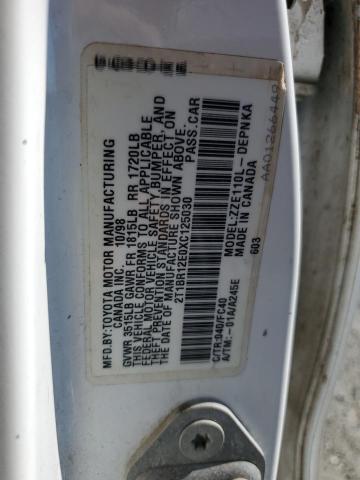 MFD.BY:TOYOTA MOTOR MANUFACTURING
CANADA INC. 10/98
GVWR 3515LB GAWR FR 1815LB RR 1720LB
THIS VEHICLE CONFORMS TO ALL APPLICABLE
FEDERAL MOTOR VEHICLE SAFETY, BUMPER, AND
THEFT PREVENTION STANDARDS IN EFFECT ON
THE DATE OF MANUFACTURE SHOWN ABOVE.
2T1BR12E0XC125030 PASS.CAR
C/TR:040/FC40 MODEL:ZZE110L-DEPNKA
A/TM:-01A/A245E MADE IN CANADA
603
AA01266448